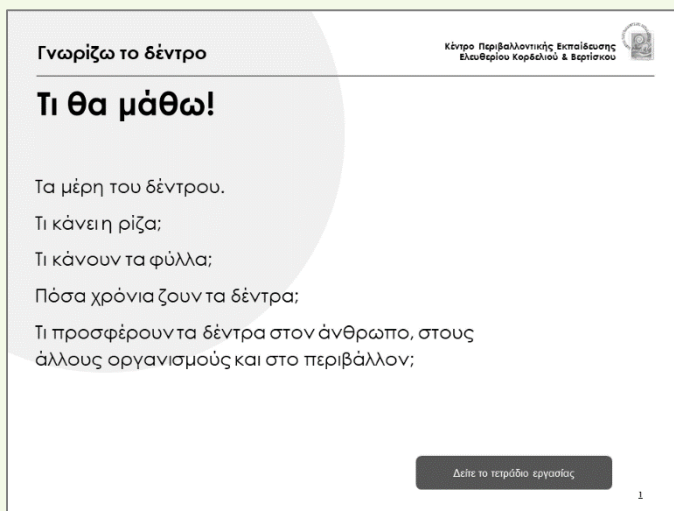 Γνωρίζω το δέντρο
Κέντρο Περιβαλλοντικής Εκπαίδευσης
Ελευθερίου Κορδελιού & Βερτίσκου
Τι θα μάθω!
Τα μέρη του δέντρου.
Τι κάνει η ρίζα;
Τι κάνουν τα φύλλα;
Πόσα χρόνια ζουν τα δέντρα;
Τι προσφέρουν τα δέντρα στον άνθρωπο, στους
άλλους οργανισμούς και στο περιβάλλον;
Δείτε το τετράδιο εργασίας
1